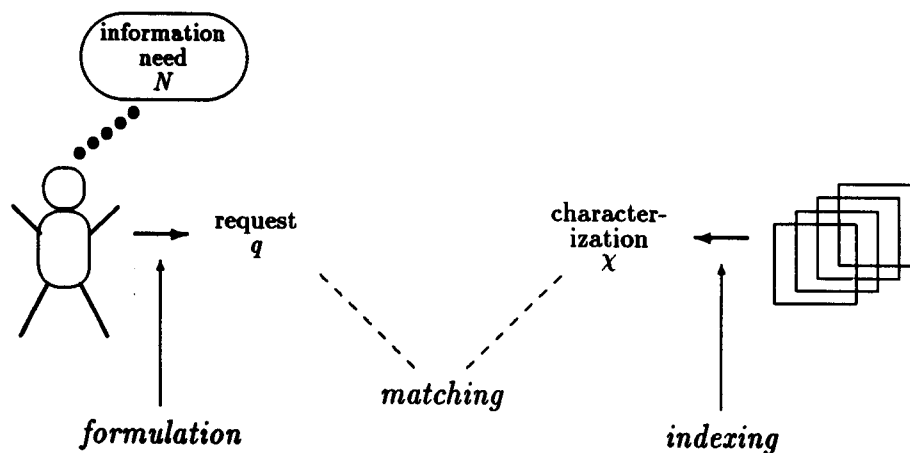 information
need
N
request
q
character-
ization
χ
matching
formulation
indexing